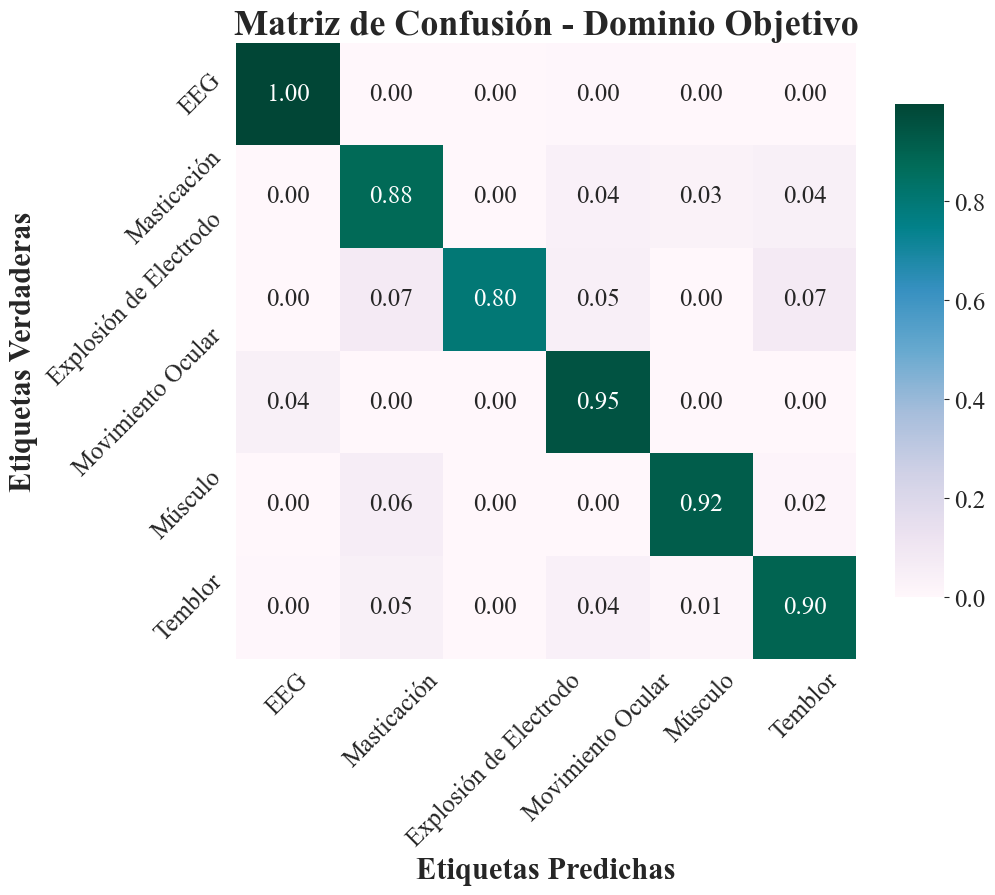 Matriz de Confusión - Dominio Objetivo
Etiquetas Verdaderas
EEG 1.00 0.00 0.00 0.00 0.00 0.00
Masticación 0.00 0.88 0.00 0.04 0.03 0.04
Explosión de Electrodo 0.00 0.07 0.80 0.05 0.00 0.07
Movimiento Ocular 0.04 0.00 0.00 0.95 0.00 0.00
Músculo 0.00 0.06 0.00 0.00 0.92 0.02
Temblor 0.00 0.05 0.00 0.04 0.01 0.90
EEG Masticación Explosión de Electrodo Movimiento Ocular Músculo Temblor
Etiquetas Predichas
0.8
0.6
0.4
0.2
0.0